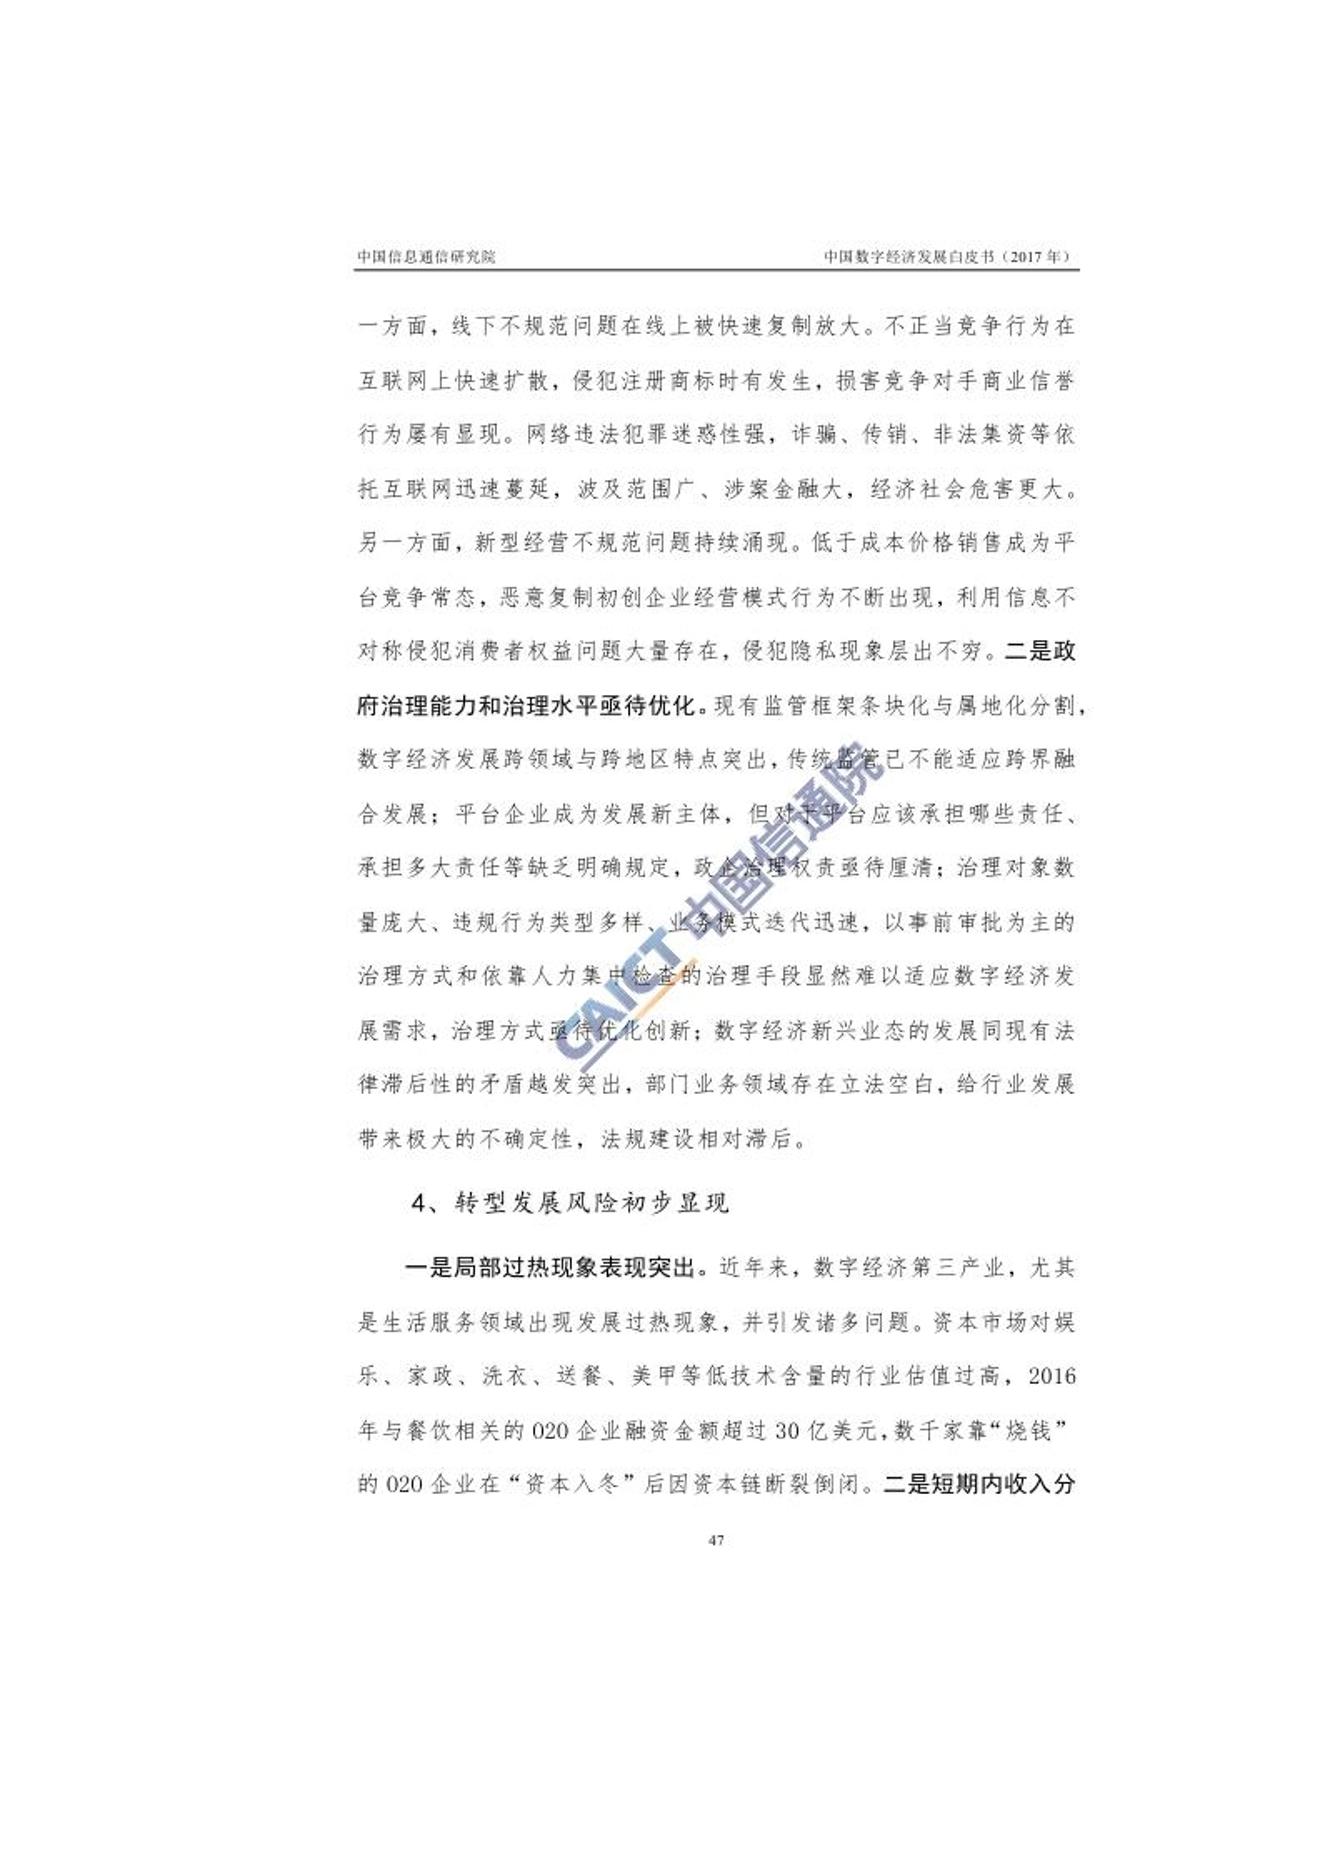 中国信息通信研究院 中国数字经济发展白皮书（2017 年）
一方面，线下不规范问题在线上被快速复制放大。不正当竞争行为在
互联网上快速扩散，侵犯注册商标时有发生，损害竞争对手商业信誉
行为屡有显现。网络违法犯罪迷惑性强，诈骗、传销、非法集资等依
托互联网迅速蔓延，波及范围广、涉案金融大，经济社会危害更大。
另一方面，新型经营不规范问题持续涌现。低于成本价格销售成为平
台竞争常态，恶意复制初创企业经营模式行为不断出现，利用信息不
对称侵犯消费者权益问题大量存在，侵犯隐私现象层出不穷。二是政
府治理能力和治理水平亟待优化。现有监管框架条块化与属地化分割，
数字经济发展跨领域与跨地区特点突出，传统监管已不能适应跨界融
合发展；平台企业成为发展新主体，但对于平台应该承担哪些责任、
承担多大责任等缺乏明确规定，政企治理权责亟待厘清；治理对象数
量庞大、违规行为类型多样、业务模式迭代迅速，以事前审批为主的
治理方式和依靠人力集中检查的治理手段显然难以适应数字经济发
展需求，治理方式亟待优化创新；数字经济新兴业态的发展同现有法
律滞后性的矛盾越发突出，部门业务领域存在立法空白，给行业发展
带来极大的不确定性，法规建设相对滞后。
CAICT 中国信通院
4、转型发展风险初步显现
一是局部过热现象表现突出。近年来，数字经济第三产业，尤其
是生活服务领域出现发展过热现象，并引发诸多问题。资本市场对娱
乐、家政、洗衣、送餐、美甲等低技术含量的行业估值过高，2016
年与餐饮相关的 O2O 企业融资金额超过 30 亿美元，数千家靠“烧钱”
的 O2O 企业在“资本入冬”后因资本链断裂倒闭。二是短期内收入分
47